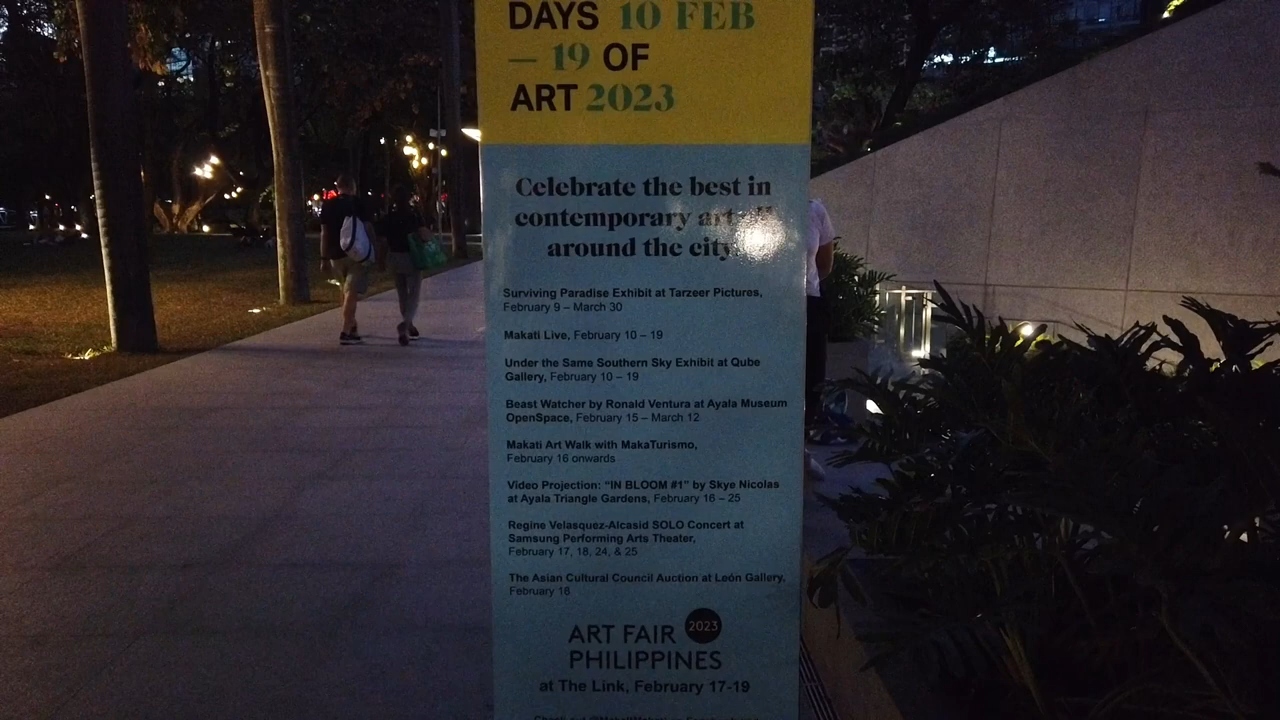 DAYS 10 FEB
— 19 OF
ART 2023
Celebrate the best in
contemporary art all
around the city.
Surviving Paradise Exhibit at Tarzeer Pictures,
February 9 – March 30
Makati Live, February 10 – 19
Under the Same Southern Sky Exhibit at Qube
Gallery, February 10 – 19
Beast Watcher by Ronald Ventura at Ayala Museum
OpenSpace, February 15 – March 12
Makati Art Walk with MakaTurismo,
February 16 onwards
Video Projection: “IN BLOOM #1” by Skye Nicolas
at Ayala Triangle Gardens, February 16 – 25
Regine Velasquez-Alcasid SOLO Concert at
Samsung Performing Arts Theater,
February 17, 18, 24, & 25
The Asian Cultural Council Auction at León Gallery,
February 18
ART FAIR 2023
PHILIPPINES
at The Link, February 17-19